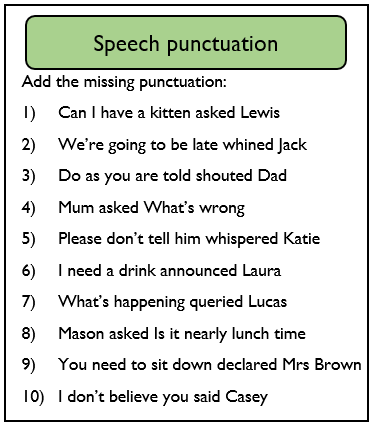 Speech punctuation
Add the missing punctuation:
1) Can I have a kitten asked Lewis
2) We’re going to be late whined Jack
3) Do as you are told shouted Dad
4) Mum asked What’s wrong
5) Please don’t tell him whispered Katie
6) I need a drink announced Laura
7) What’s happening queried Lucas
8) Mason asked Is it nearly lunch time
9) You need to sit down declared Mrs Brown
10) I don’t believe you said Casey